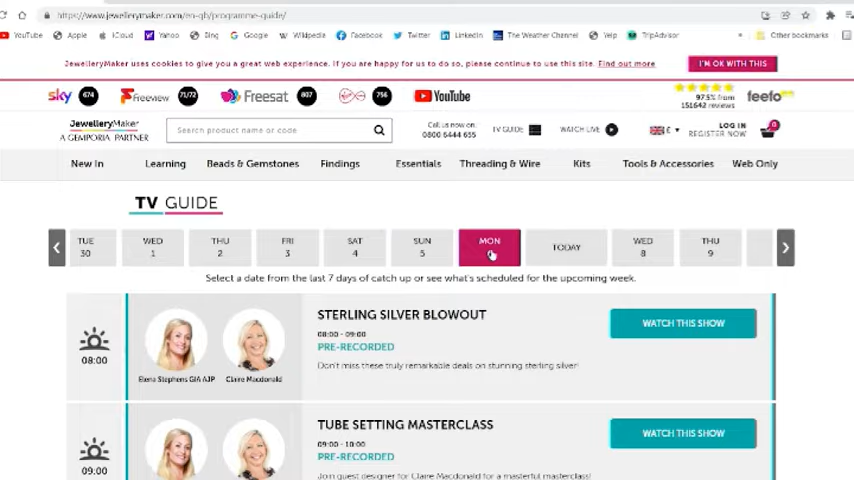 https://www.jewellerymaker.com/en-gb/programme-guide/
YouTube Apple iCloud Yahoo Bing Google Wikipedia Facebook Twitter LinkedIn The Weather Channel Yelp TripAdvisor » Other bookmarks
JewelleryMaker uses cookies to give you a great web experience. If you are happy for us to do so, please continue to use this site. Find out more I'M OK WITH THIS
sky 674 Freeview 71/72 Freesat 807 756 YouTube 97.5% from 151642 reviews feefo
JewelleryMaker
A GEMPORIA PARTNER
Search product name or code
Call us now on:
0800 6444 655
TV GUIDE
WATCH LIVE
£
LOG IN
REGISTER NOW
0
New In Learning Beads & Gemstones Findings Essentials Threading & Wire Kits Tools & Accessories Web Only
TV GUIDE
TUE WED THU FRI SAT SUN MON TODAY WED THU
30 1 2 3 4 5 8 9
Select a date from the last 7 days of catch up or see what's scheduled for the upcoming week.
08:00
Elena Stephens GIA AJP
Claire Macdonald
STERLING SILVER BLOWOUT
08:00 - 09:00
PRE-RECORDED
Don't miss these truly remarkable deals on stunning sterling silver!
WATCH THIS SHOW
09:00
TUBE SETTING MASTERCLASS
09:00 - 10:00
PRE-RECORDED
Join guest designer for Claire Macdonald for a masterful masterclass!
WATCH THIS SHOW